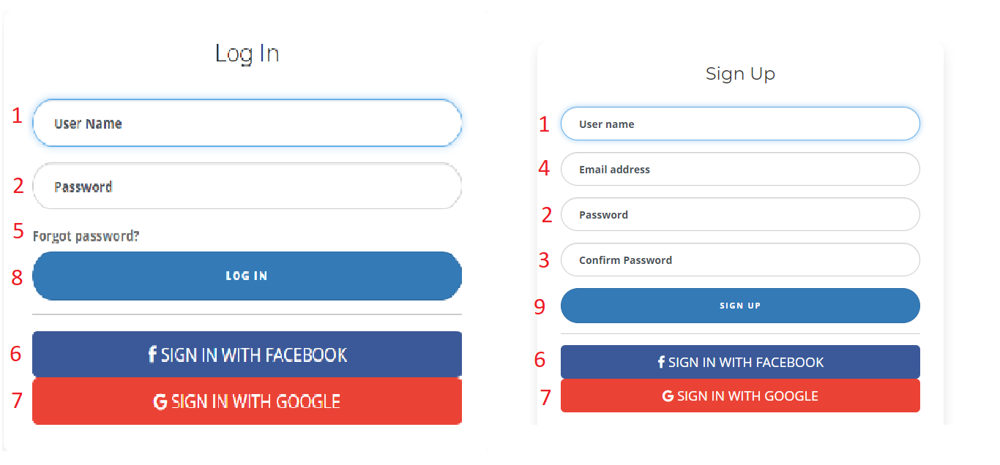 Log In
1 User Name
2 Password
5 Forgot password?
8 LOG IN
6 f SIGN IN WITH FACEBOOK
7 G SIGN IN WITH GOOGLE
Sign Up
1 User name
4 Email address
2 Password
3 Confirm Password
9 SIGN UP
6 f SIGN IN WITH FACEBOOK
7 G SIGN IN WITH GOOGLE